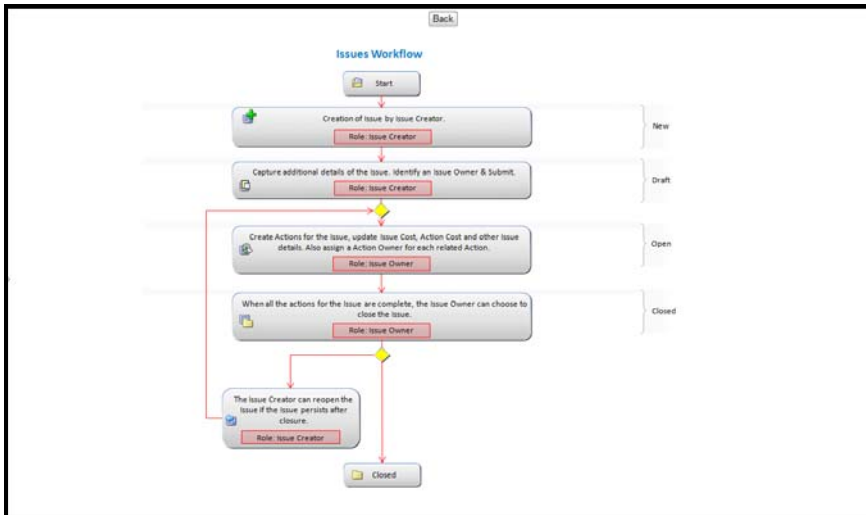 Back
Issues Workflow
Start
Creation of Issue by Issue Creator.
Role: Issue Creator
New
Capture additional details of the Issue. Identify an Issue Owner & Submit.
Role: Issue Creator
Draft
Create Actions for the Issue, update Issue Cost, Action Cost and other Issue
details. Also assign a Action Owner for each related Action.
Role: Issue Owner
Open
When all the actions for the Issue are complete, the Issue Owner can choose to
close the Issue.
Role: Issue Owner
Closed
The Issue Creator can reopen the
Issue if the Issue persists after
closure.
Role: Issue Creator
Closed